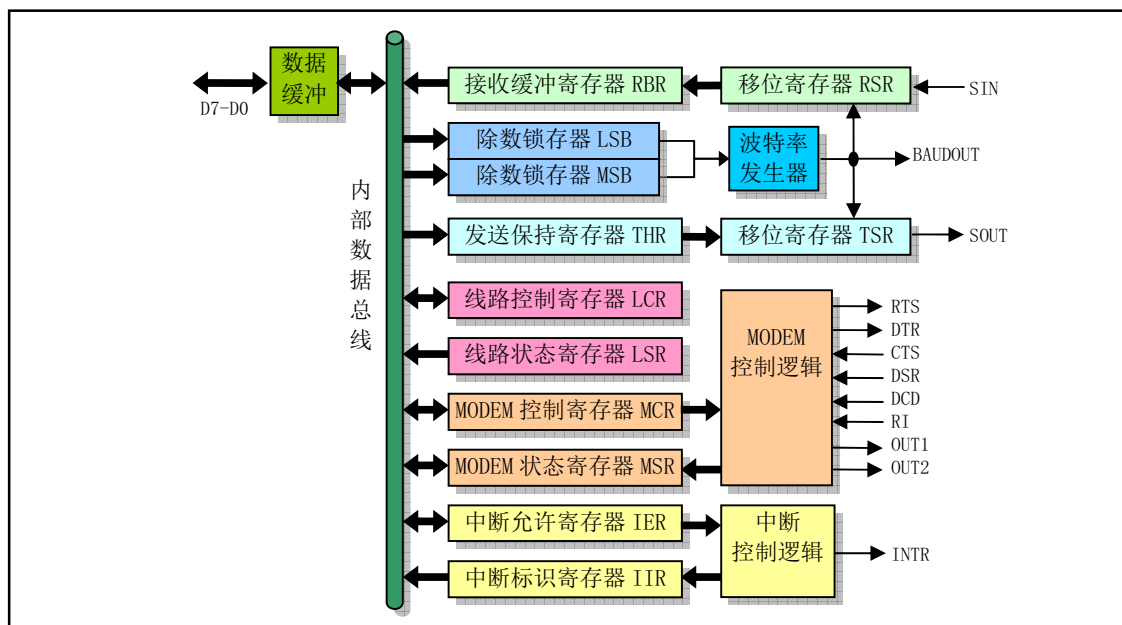 数据
缓冲
D7-D0
内
部
数
据
总
线
接收缓冲寄存器 RBR
移位寄存器 RSR
SIN
除数锁存器 LSB
除数锁存器 MSB
波特率
发生器
BAUDOUT
发送保持寄存器 THR
移位寄存器 TSR
SOUT
线路控制寄存器 LCR
线路状态寄存器 LSR
MODEM 控制寄存器 MCR
MODEM 状态寄存器 MSR
MODEM
控制逻辑
RTS
DTR
CTS
DSR
DCD
RI
OUT1
OUT2
中断允许寄存器 IER
中断标识寄存器 IIR
中断
控制逻辑
INTR